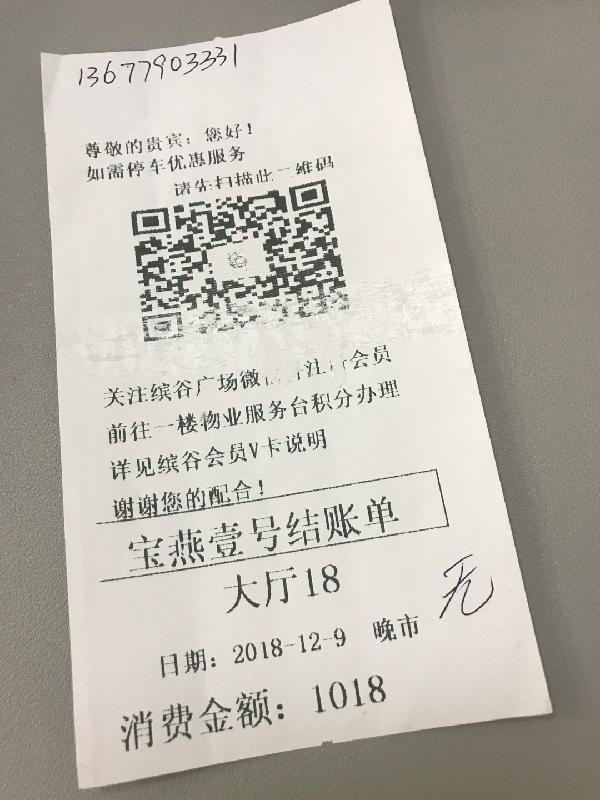 13677903331
尊敬的贵宾：您好！
如需停车优惠服务
请先扫描此二维码
关注缤谷广场微信 注 会员
前往一楼物业服务台积分办理
详见缤谷会员V卡说明
谢谢您的配合！
宝燕壹号结账单
大厅18
无
日期：2018-12-9 晚市
消费金额：1018